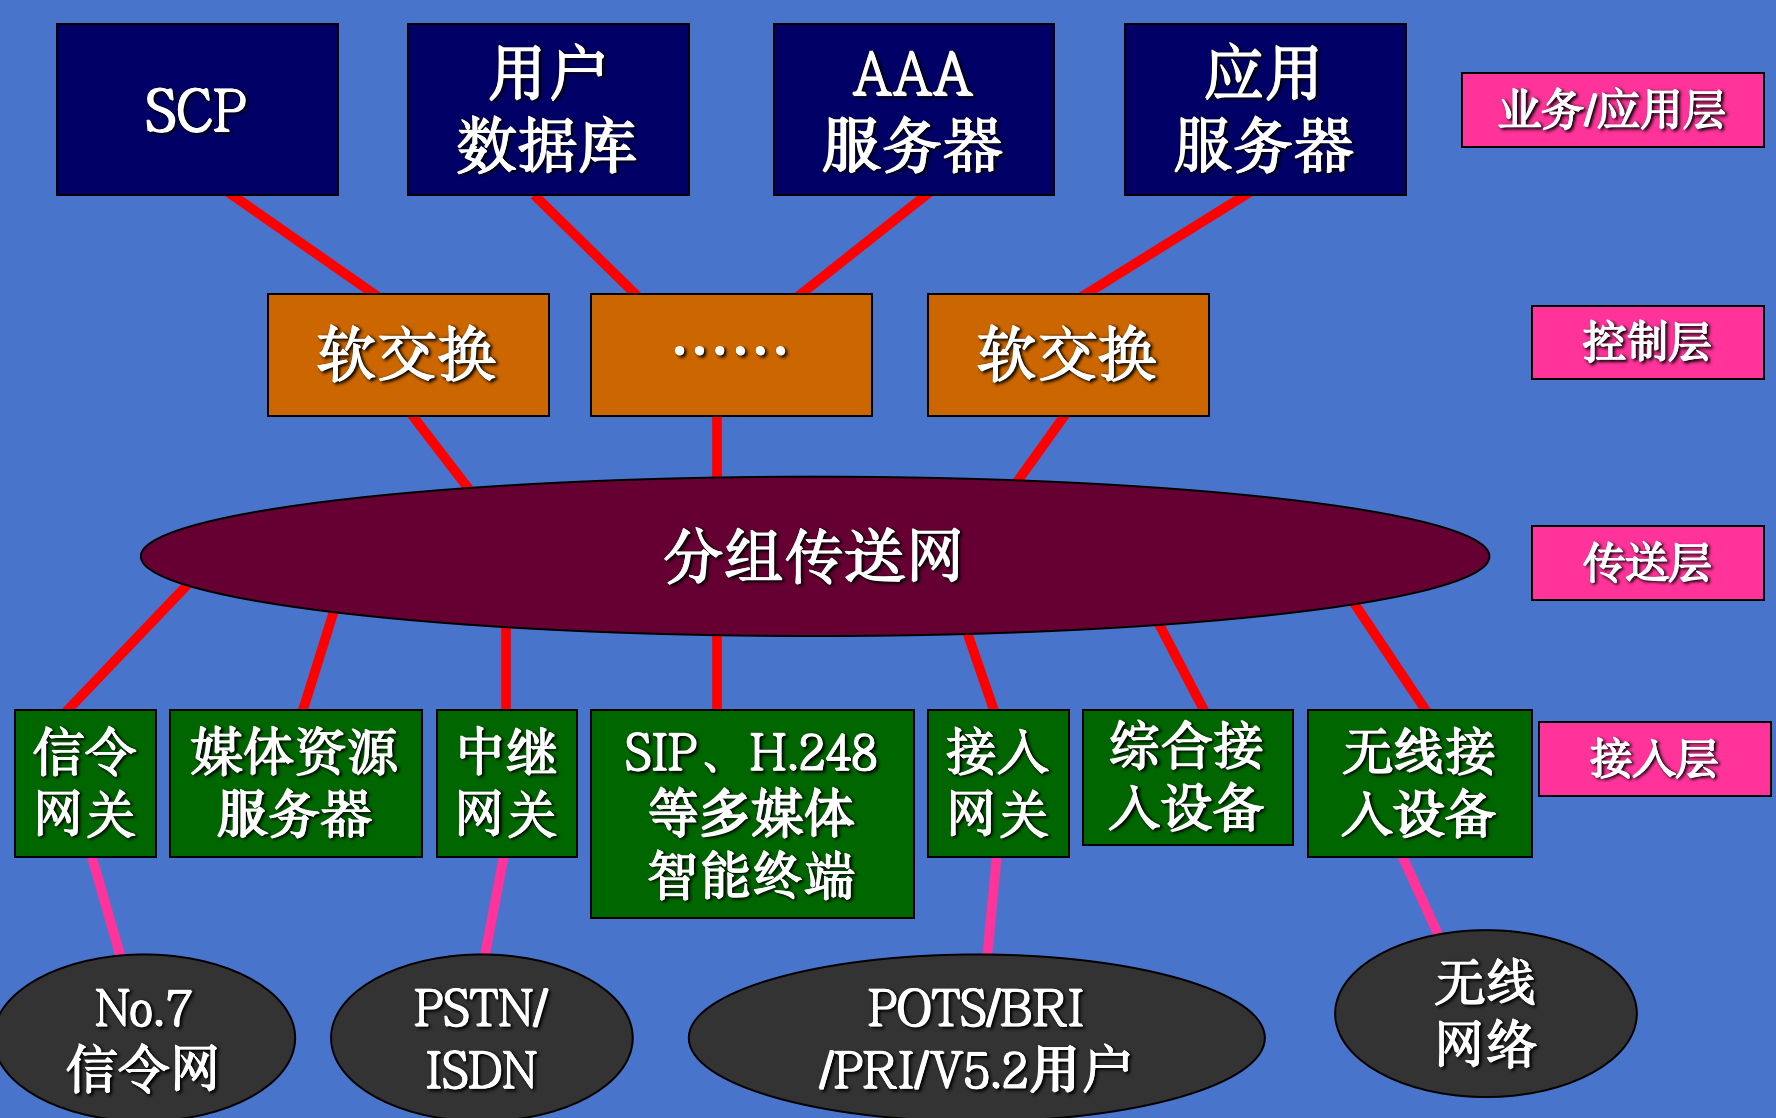 SCP
用户
数据库
AAA
服务器
应用
服务器
业务/应用层
软交换
……
软交换
控制层
分组传送网
传送层
信令
网关
媒体资源
服务器
中继
网关
SIP、H.248
等多媒体
智能终端
接入
网关
综合接
入设备
无线接
入设备
接入层
No.7
信令网
PSTN/
ISDN
POTS/BRI
/PRI/V5.2用户
无线
网络